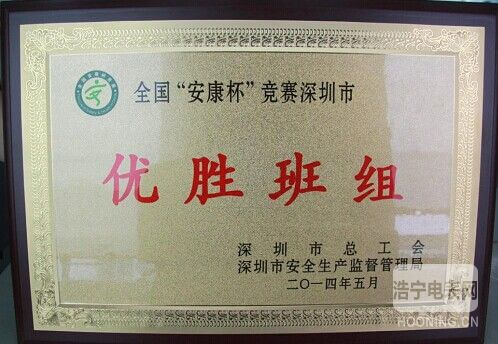 全国“安康杯”竞赛深圳市
优胜班组
深圳市总工会
深圳市安全生产监督管理局
二〇一四年五月
浩宁电表网
HOONING.CN